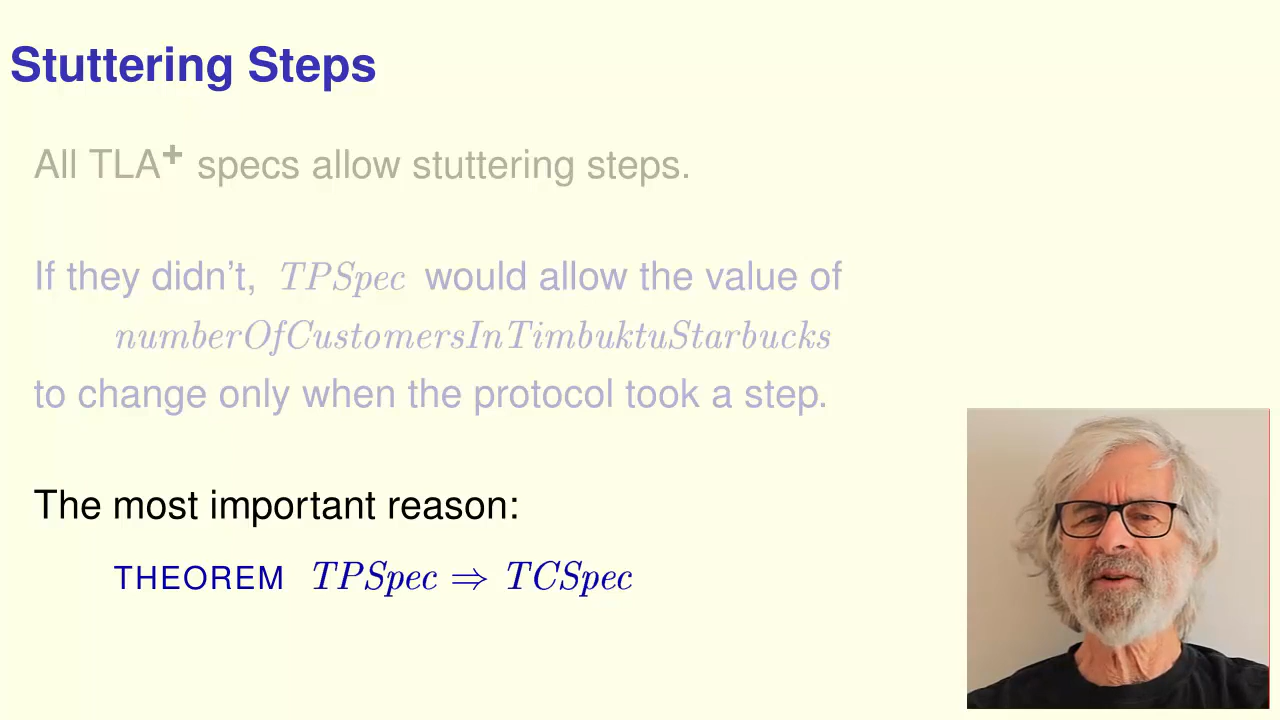 Stuttering Steps
All TLA+ specs allow stuttering steps.
If they didn't, TPSpec would allow the value of
numberOfCustomersInTimbuktuStarbucks
to change only when the protocol took a step.
The most important reason:
THEOREM TPSpec ⇒ TCSpec